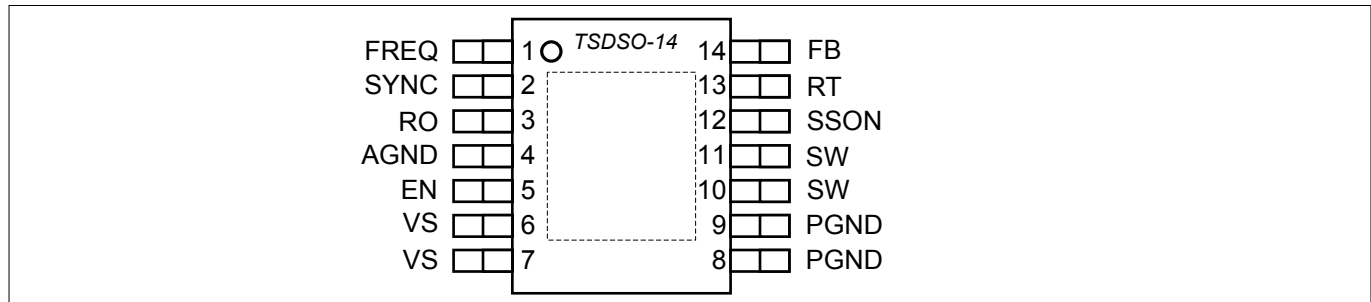 FREQ 1 TSDSO-14 14 FB
SYNC 2 13 RT
RO 3 12 SSON
AGND 4 11 SW
EN 5 10 SW
VS 6 9 PGND
VS 7 8 PGND